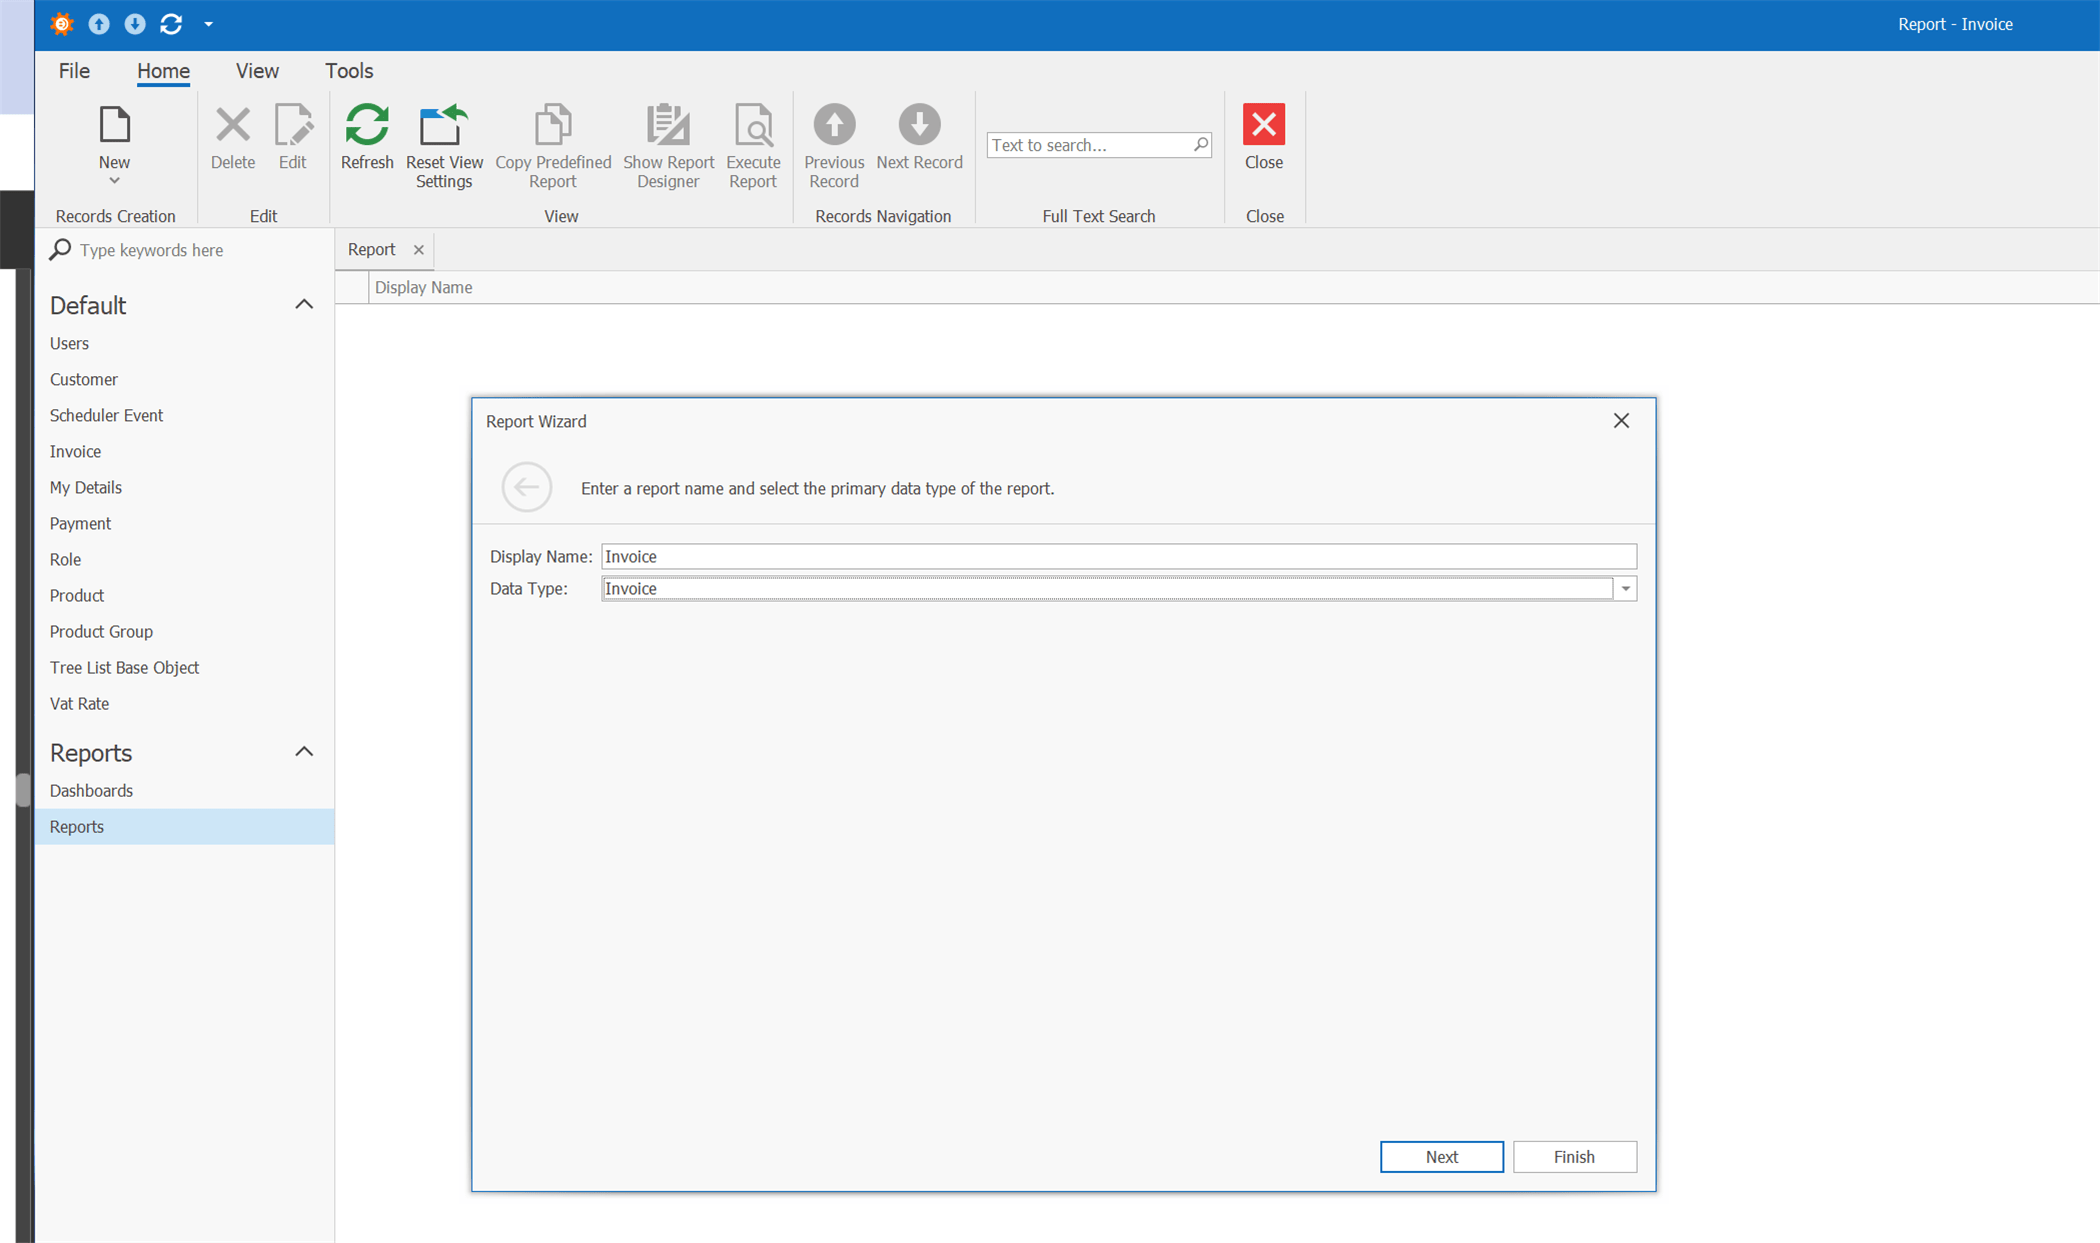 Report - Invoice
File Home View Tools
New Delete Edit Refresh Reset View Settings Copy Predefined Report Show Report Designer Execute Report Previous Record Next Record Text to search... Close
Records Creation Edit View Records Navigation Full Text Search Close
Type keywords here
Report
Display Name
Default
Users
Customer
Scheduler Event
Invoice
My Details
Payment
Role
Product
Product Group
Tree List Base Object
Vat Rate
Reports
Dashboards
Reports
Report Wizard
Enter a report name and select the primary data type of the report.
Display Name: Invoice
Data Type: Invoice
Next Finish